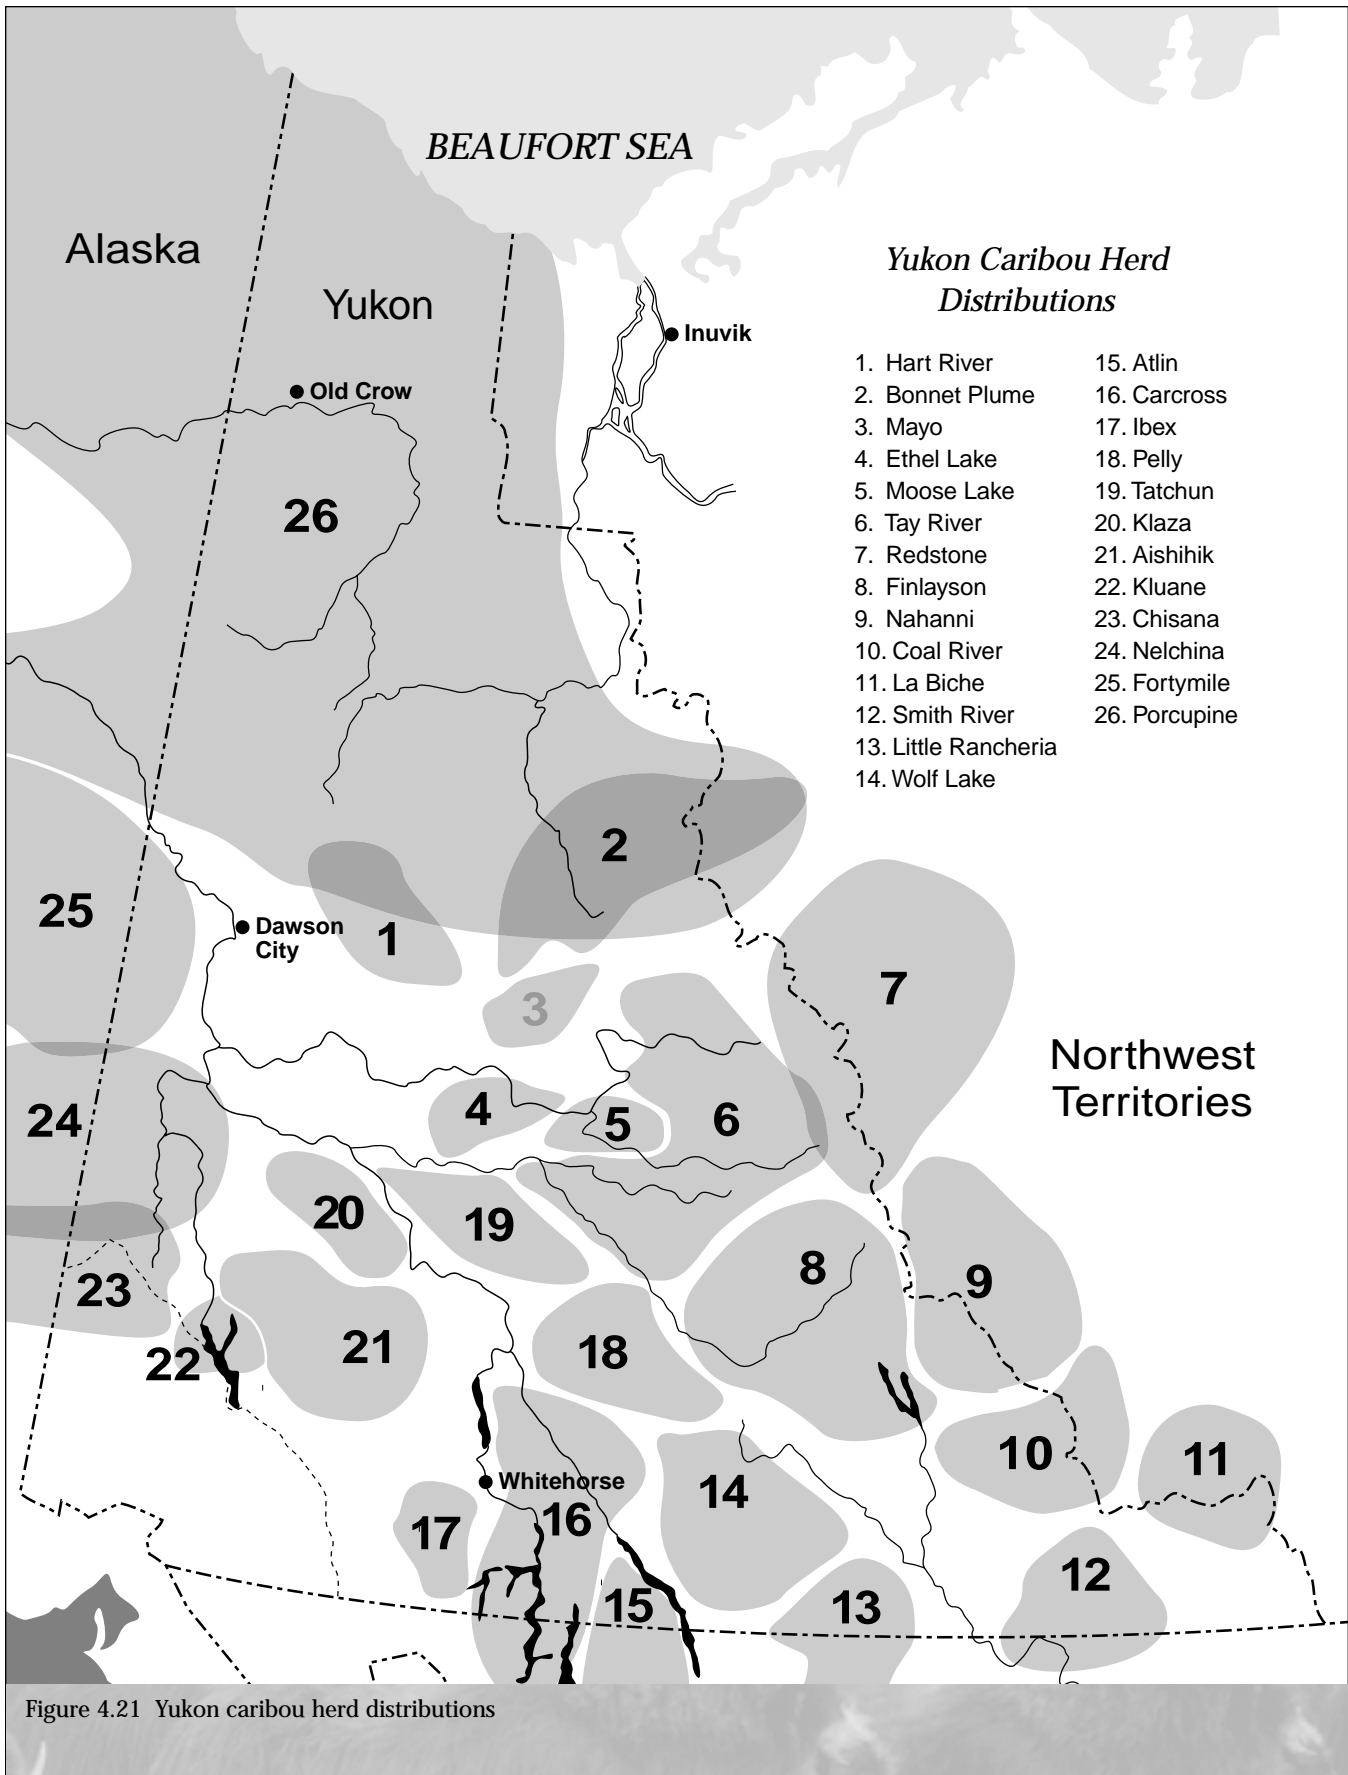 BEAUFORT SEA
Alaska
Yukon
Yukon Caribou Herd
Distributions
Inuvik
Old Crow
1. Hart River
2. Bonnet Plume
3. Mayo
4. Ethel Lake
5. Moose Lake
6. Tay River
7. Redstone
8. Finlayson
9. Nahanni
10. Coal River
11. La Biche
12. Smith River
13. Little Rancheria
14. Wolf Lake
15. Atlin
16. Carcross
17. Ibex
18. Pelly
19. Tatchun
20. Klaza
21. Aishihik
22. Kluane
23. Chisana
24. Nelchina
25. Fortymile
26. Porcupine
26
2
25
Dawson
City
1
7
3
Northwest
Territories
24
4
5
6
20
19
23
8
9
22
21
18
10
11
14
Whitehorse
17
16
12
15
13
Figure 4.21 Yukon caribou herd distributions